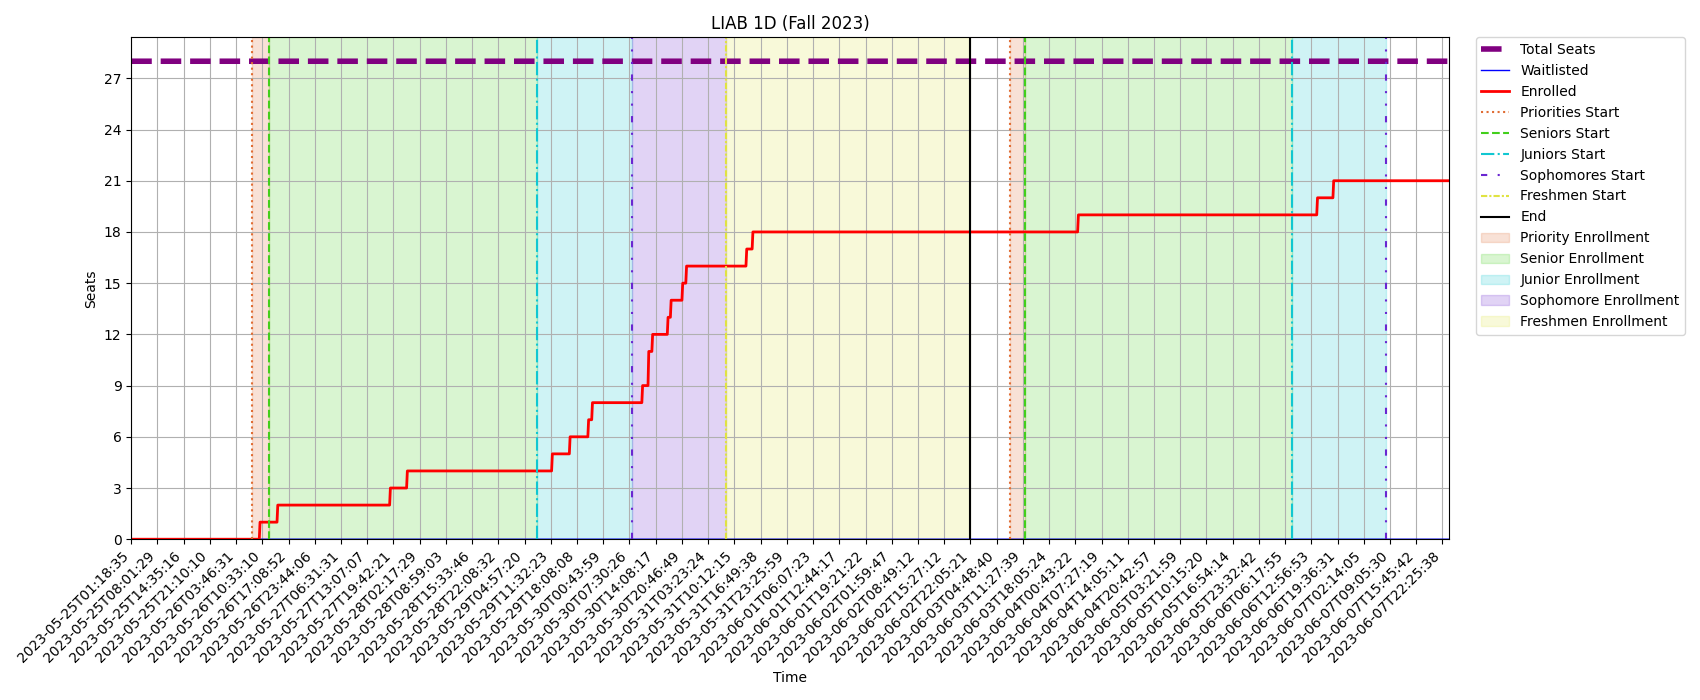 LIAB 1D (Fall 2023)
27
24
21
18
15
12
9
6
3
0
Seats
2023-05-25T01:18:35
2023-05-25T08:01:29
2023-05-25T14:35:16
2023-05-25T21:10:10
2023-05-26T03:46:31
2023-05-26T10:33:10
2023-05-26T17:08:52
2023-05-26T23:44:06
2023-05-27T06:31:31
2023-05-27T13:07:07
2023-05-27T19:42:21
2023-05-28T02:17:29
2023-05-28T08:59:03
2023-05-28T15:33:46
2023-05-28T22:08:32
2023-05-29T04:57:20
2023-05-29T11:32:23
2023-05-29T18:08:08
2023-05-30T00:43:59
2023-05-30T07:30:26
2023-05-30T14:08:17
2023-05-30T20:46:49
2023-05-31T03:23:24
2023-05-31T10:12:15
2023-05-31T16:49:38
2023-05-31T23:25:59
2023-06-01T06:07:23
2023-06-01T12:44:17
2023-06-01T19:21:22
2023-06-02T01:59:47
2023-06-02T08:49:12
2023-06-02T15:27:12
2023-06-02T22:05:21
2023-06-03T04:48:40
2023-06-03T11:27:39
2023-06-03T18:05:24
2023-06-04T00:43:22
2023-06-04T07:27:19
2023-06-04T14:05:11
2023-06-04T20:42:57
2023-06-05T03:21:59
2023-06-05T10:15:20
2023-06-05T16:54:14
2023-06-05T23:32:42
2023-06-06T06:17:55
2023-06-06T12:56:53
2023-06-06T19:36:31
2023-06-07T02:14:05
2023-06-07T09:05:30
2023-06-07T15:45:42
2023-06-07T22:25:38
Time
Total Seats
Waitlisted
Enrolled
Priorities Start
Seniors Start
Juniors Start
Sophomores Start
Freshmen Start
End
Priority Enrollment
Senior Enrollment
Junior Enrollment
Sophomore Enrollment
Freshmen Enrollment